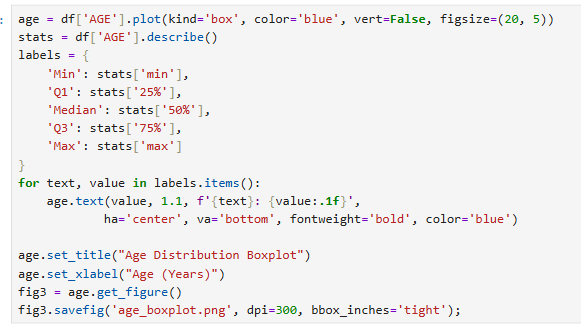 : age = df['AGE'].plot(kind='box', color='blue', vert=False, figsize=(20, 5))
stats = df['AGE'].describe()
labels = {
    'Min': stats['min'],
    'Q1': stats['25%'],
    'Median': stats['50%'],
    'Q3': stats['75%'],
    'Max': stats['max']
}
for text, value in labels.items():
    age.text(value, 1.1, f'{text}: {value:.1f}',
            ha='center', va='bottom', fontweight='bold', color='blue')

age.set_title("Age Distribution Boxplot")
age.set_xlabel("Age (Years)")
fig3 = age.get_figure()
fig3.savefig('age_boxplot.png', dpi=300, bbox_inches='tight');